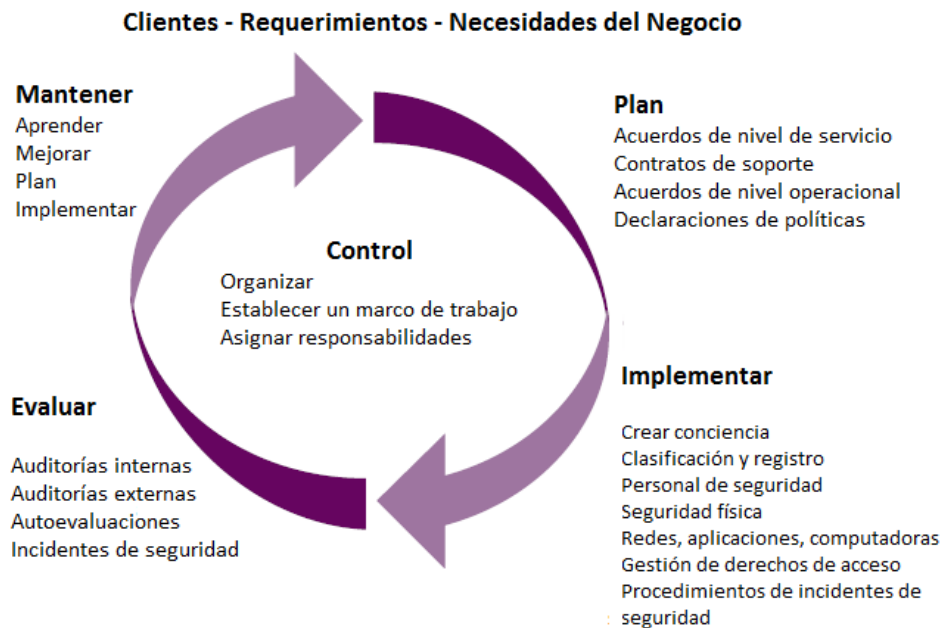 Clientes - Requerimientos - Necesidades del Negocio
Mantener
Aprender
Mejorar
Plan
Implementar
Plan
Acuerdos de nivel de servicio
Contratos de soporte
Acuerdos de nivel operacional
Declaraciones de políticas
Control
Organizar
Establecer un marco de trabajo
Asignar responsabilidades
Evaluar
Auditorías internas
Auditorías externas
Autoevaluaciones
Incidentes de seguridad
Implementar
Crear conciencia
Clasificación y registro
Personal de seguridad
Seguridad física
Redes, aplicaciones, computadoras
Gestión de derechos de acceso
Procedimientos de incidentes de
seguridad